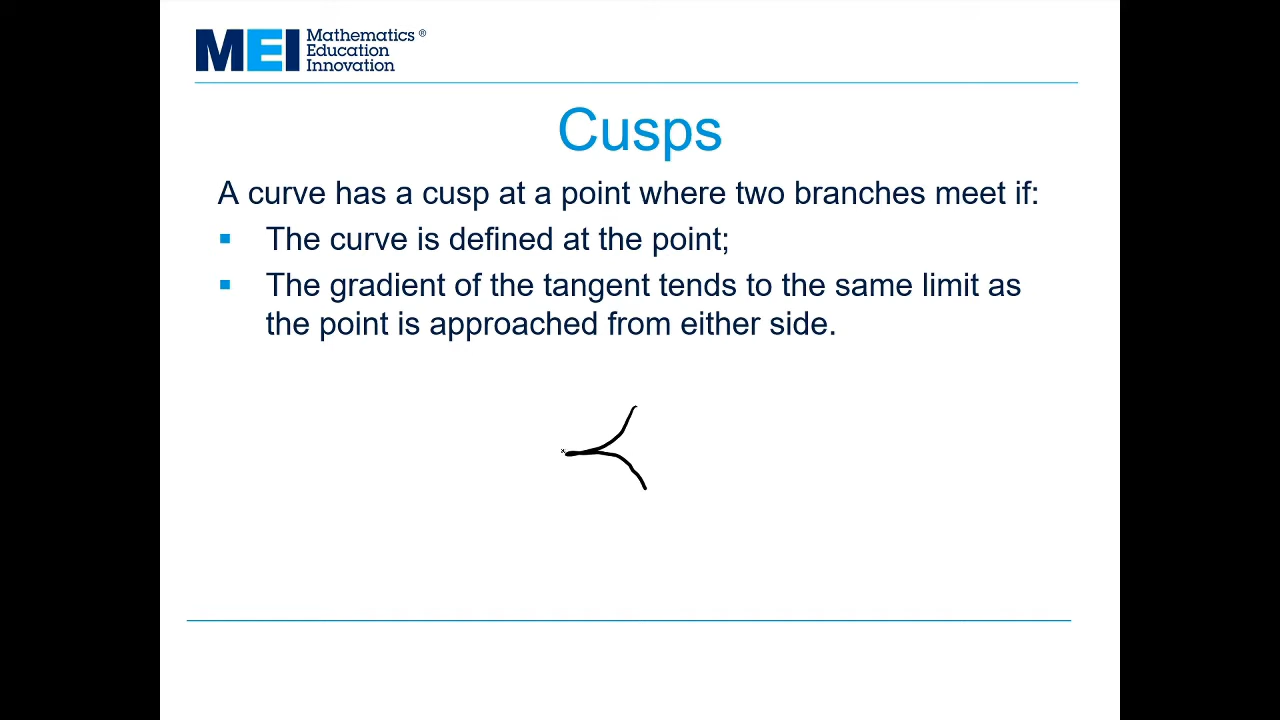 MEI Mathematics ®
Education
Innovation
Cusps
A curve has a cusp at a point where two branches meet if:
▪ The curve is defined at the point;
▪ The gradient of the tangent tends to the same limit as
the point is approached from either side.